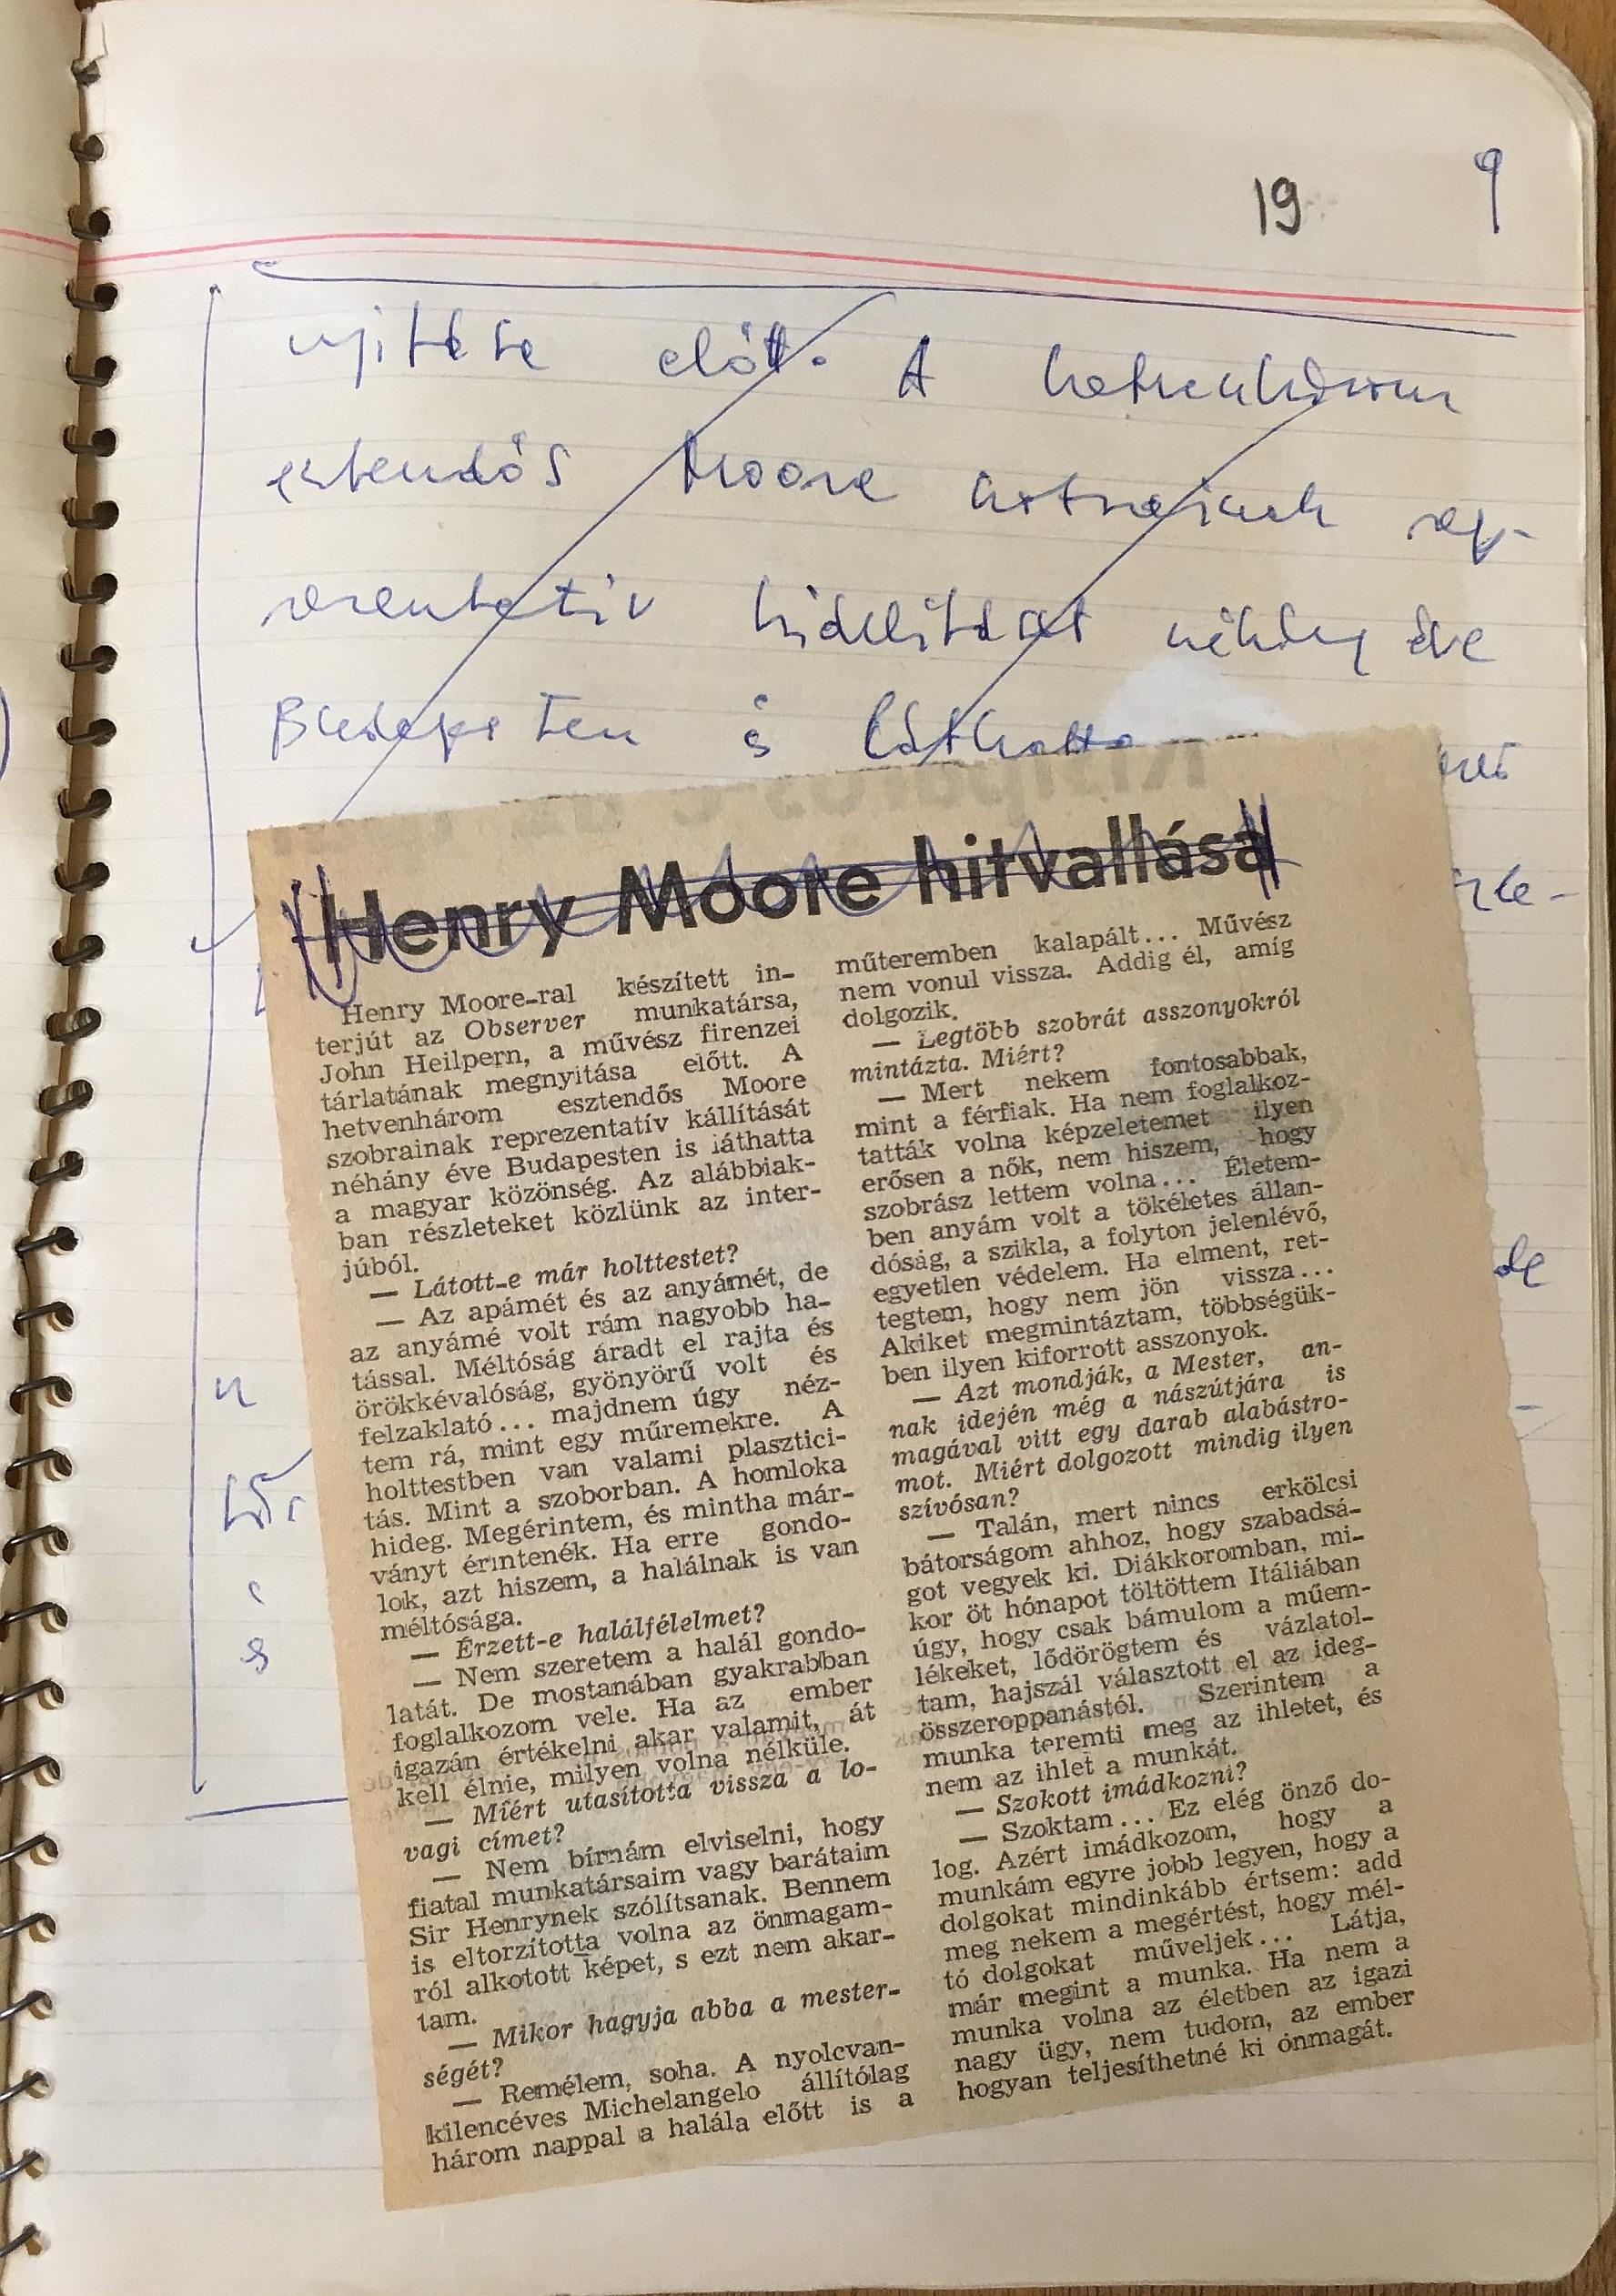 19 9
előtt. A hetvenhárom
esztendős Moore szobrainak rep-
rezentatív kiállítását néhány éve
Budapesten is láthatta
de
Henry Moore hitvallása
Henry Moore-ral készített in-
terjút az Observer munkatársa,
John Heilpern, a művész firenzei
tárlatának megnyitása előtt. A
hetvenhárom esztendős Moore
szobrainak reprezentatív kállítását
néhány éve Budapesten is láthatta
a magyar közönség. Az alábbiak-
ban részleteket közlünk az inter-
júból.
— Látott-e már holttestet?
— Az apámét és az anyámét, de
az anyámé volt rám nagyobb ha-
tással. Méltóság áradt el rajta és
örökkévalóság, gyönyörű volt és
felzaklató... majdnem úgy néz-
tem rá, mint egy műremekre. A
holttestben van valami plasztici-
tás. Mint a szoborban. A homloka
hideg. Megérintem, és mintha már-
ványt érintenék. Ha erre gondo-
lok, azt hiszem, a halálnak is van
méltósága.
— Érzett-e halálfélelmet?
— Nem szeretem a halál gondo-
latát. De mostanában gyakrabban
foglalkozom vele. Ha az ember
igazán értékelni akar valamit, át
kell élnie, milyen volna nélküle.
— Miért utasította vissza a lo-
vagi címet?
— Nem bírnám elviselni, hogy
fiatal munkatársaim vagy barátaim
Sir Henrynek szólítsanak. Bennem
is eltorzította volna az önmagam-
ról alkotott képet, s ezt nem akar-
tam.
— Mikor hagyja abba a mester-
ségét?
— Remélem, soha. A nyolcvan-
kilencéves Michelangelo állítólag
három nappal a halála előtt is a
műteremben kalapált... Művész
nem vonul vissza. Addig él, amíg
dolgozik.
— Legtöbb szobrát asszonyokról
mintázta. Miért?
— Mert nekem fontosabbak,
mint a férfiak. Ha nem foglalkoz-
tatták volna képzeletemet ilyen
erősen a nők, nem hiszem, hogy
szobrász lettem volna... Életem-
ben anyám volt a tökéletes állan-
dóság, a szikla, a folyton jelenlévő,
egyetlen védelem. Ha elment, ret-
tegtem, hogy nem jön vissza...
Akiket megmintáztam, többségük-
ben ilyen kiforrott asszonyok.
— Azt mondják, a Mester, an-
nak idején még a nászútjára is
magával vitt egy darab alabástro-
mot. Miért dolgozott mindig ilyen
szívósan?
— Talán, mert nincs erkölcsi
bátorságom ahhoz, hogy szabadsá-
got vegyek ki. Diákkoromban, mi-
kor öt hónapot töltöttem Itáliában
úgy, hogy csak bámulom a műem-
lékeket, lődörögtem és vázlatol-
tam, hajszál választott el az ideg-
összeroppanástól. Szerintem a
munka teremti meg az ihletet, és
nem az ihlet a munkát.
— Szokott imádkozni?
— Szoktam... Ez elég önző do-
log. Azért imádkozom, hogy a
munkám egyre jobb legyen, hogy a
dolgokat mindinkább értsem: add
meg nekem a megértést, hogy mél-
tó dolgokat műveljek... Látja,
már megint a munka. Ha nem a
munka volna az életben az igazi
nagy ügy, nem tudom, az ember
hogyan teljesíthetné ki önmagát.